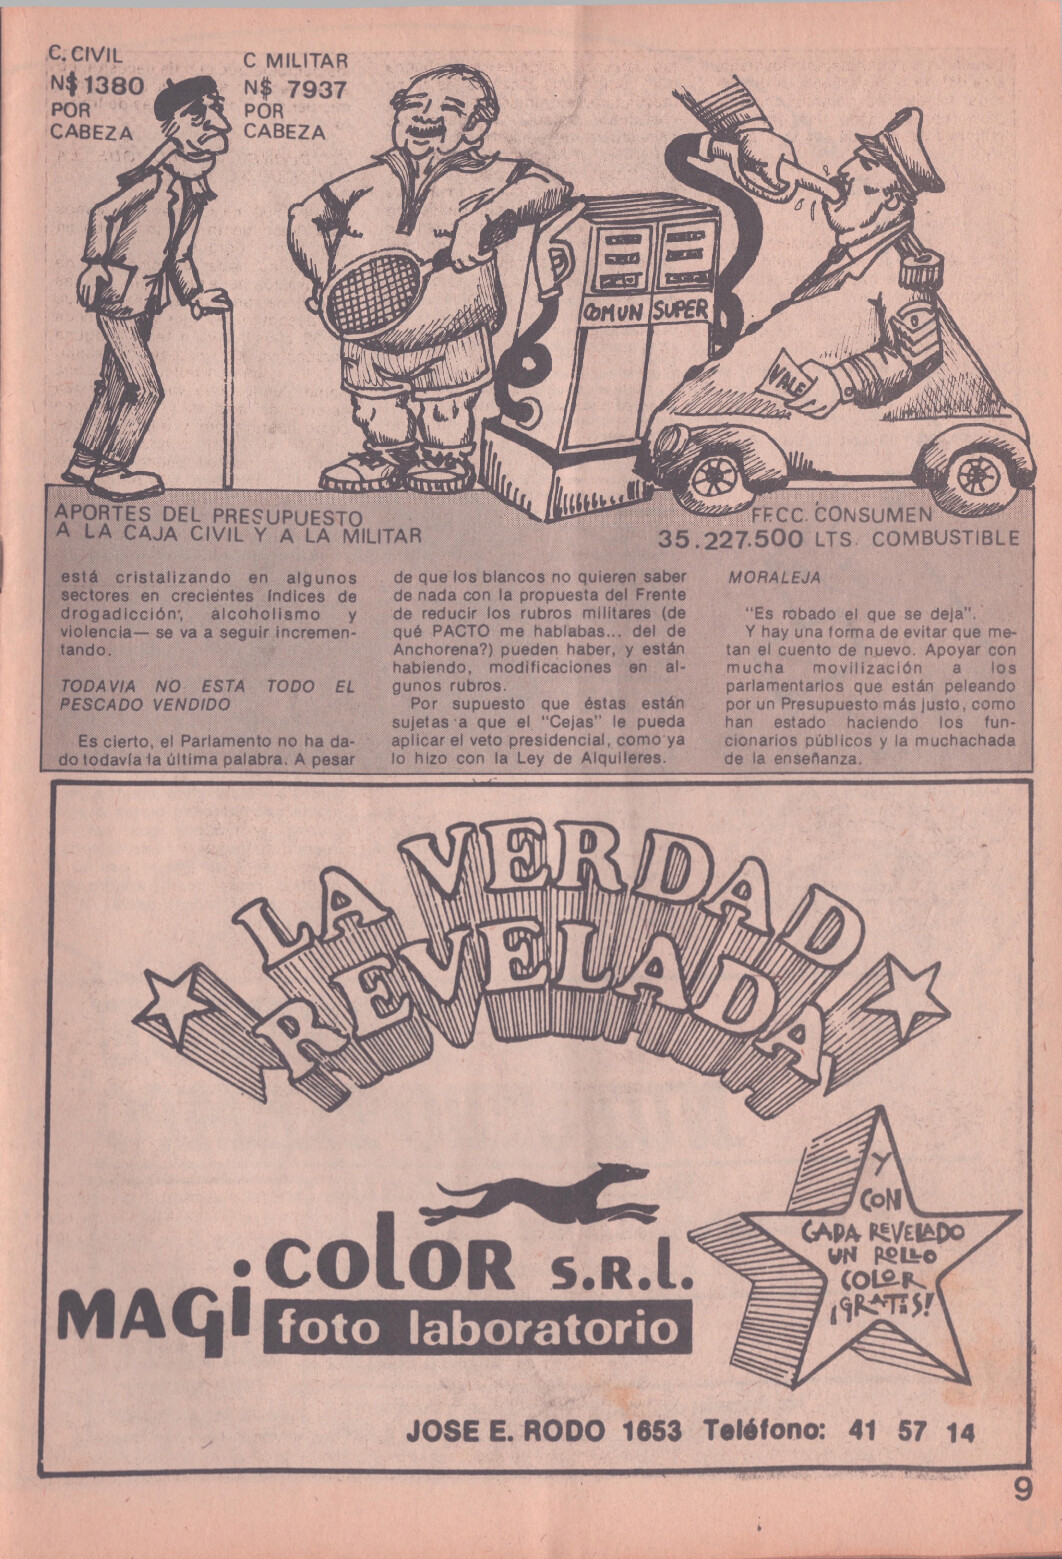 C. CIVIL
N$ 1380
POR
CABEZA
C MILITAR
N$ 7937
POR
CABEZA
COMUN SUPER
VALE
APORTES DEL PRESUPUESTO
A LA CAJA CIVIL Y A LA MILITAR
FF.CC. CONSUMEN
35.227.500 LTS. COMBUSTIBLE
está cristalizando en algunos
sectores en crecientes índices de
drogadicción, alcoholismo y
violencia— se va a seguir incremen-
tando.
TODAVIA NO ESTA TODO EL
PESCADO VENDIDO
Es cierto, el Parlamento no ha da-
do todavía la última palabra. A pesar
de que los blancos no quieren saber
de nada con la propuesta del Frente
de reducir los rubros militares (de
qué PACTO me hablabas... del de
Anchorena?) pueden haber, y están
habiendo, modificaciones en al-
gunos rubros.
Por supuesto que éstas están
sujetas a que el "Cejas" le pueda
aplicar el veto presidencial, como ya
lo hizo con la Ley de Alquileres.
MORALEJA
"Es robado el que se deja".
Y hay una forma de evitar que me-
tan el cuento de nuevo. Apoyar con
mucha movilización a los
parlamentarios que están peleando
por un Presupuesto más justo, como
han estado haciendo los fun-
cionarios públicos y la muchachada
de la enseñanza.
LA VERDAD
REVELADA
MAGICOLOR S.R.L.
foto laboratorio
Y
CON
CADA REVELADO
UN ROLLO
COLOR
¡GRATIS!
JOSE E. RODO 1653 Teléfono: 41 57 14
9